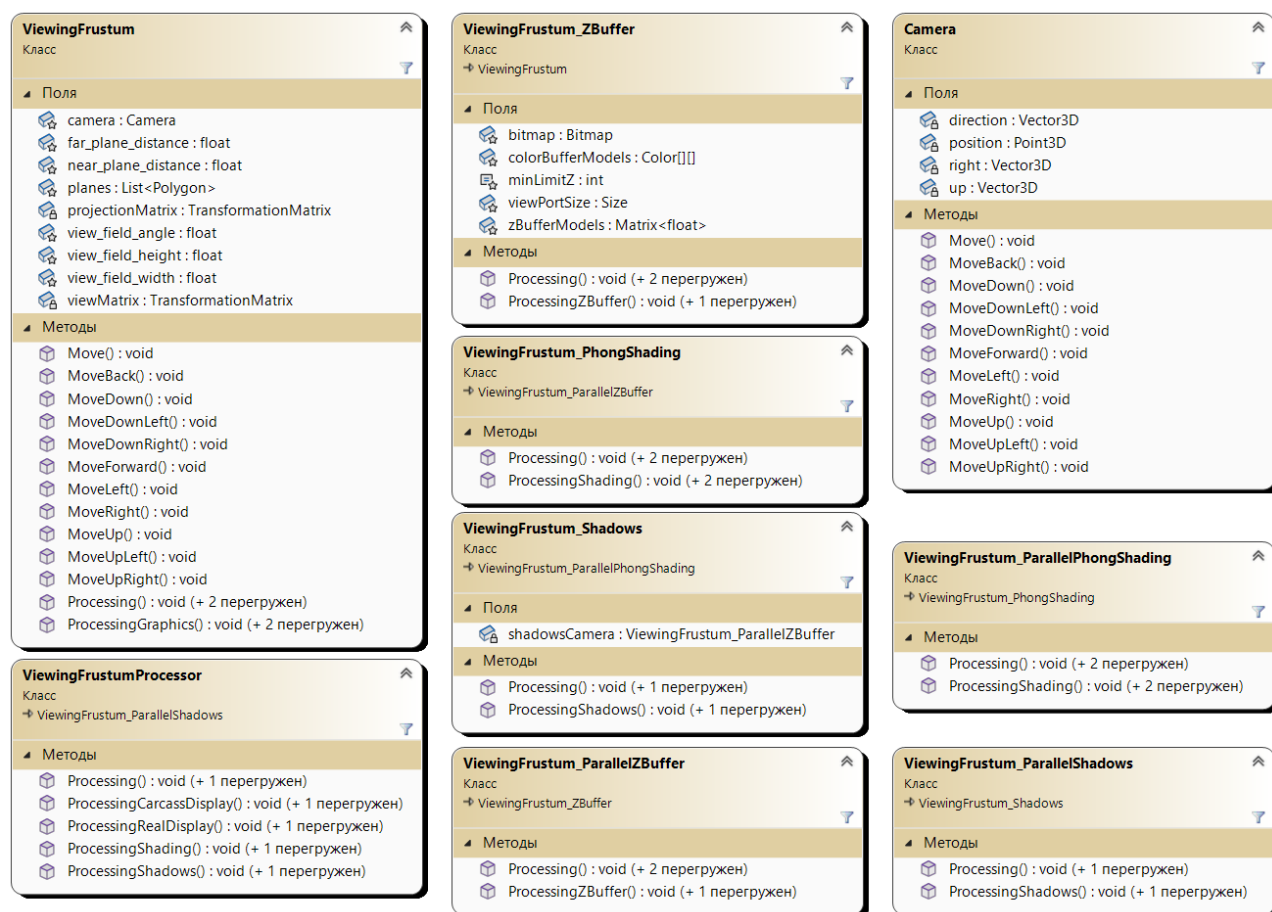 ViewingFrustum
Класс
Поля
camera : Camera
far_plane_distance : float
near_plane_distance : float
planes : List<Polygon>
projectionMatrix : TransformationMatrix
view_field_angle : float
view_field_height : float
view_field_width : float
viewMatrix : TransformationMatrix
Методы
Move() : void
MoveBack() : void
MoveDown() : void
MoveDownLeft() : void
MoveDownRight() : void
MoveForward() : void
MoveLeft() : void
MoveRight() : void
MoveUp() : void
MoveUpLeft() : void
MoveUpRight() : void
Processing() : void (+ 2 перегружен)
ProcessingGraphics() : void (+ 2 перегружен)
ViewingFrustumProcessor
Класс
ViewingFrustum_ParallelShadows
Методы
Processing() : void (+ 1 перегружен)
ProcessingCarcassDisplay() : void (+ 1 перегружен)
ProcessingRealDisplay() : void (+ 1 перегружен)
ProcessingShading() : void (+ 1 перегружен)
ProcessingShadows() : void (+ 1 перегружен)
ViewingFrustum_ZBuffer
Класс
ViewingFrustum
Поля
bitmap : Bitmap
colorBufferModels : Color[][]
minLimitZ : int
viewPortSize : Size
zBufferModels : Matrix<float>
Методы
Processing() : void (+ 2 перегружен)
ProcessingZBuffer() : void (+ 1 перегружен)
ViewingFrustum_PhongShading
Класс
ViewingFrustum_ParallelZBuffer
Методы
Processing() : void (+ 2 перегружен)
ProcessingShading() : void (+ 2 перегружен)
ViewingFrustum_Shadows
Класс
ViewingFrustum_ParallelPhongShading
Поля
shadowsCamera : ViewingFrustum_ParallelZBuffer
Методы
Processing() : void (+ 1 перегружен)
ProcessingShadows() : void (+ 1 перегружен)
ViewingFrustum_ParallelZBuffer
Класс
ViewingFrustum_ZBuffer
Методы
Processing() : void (+ 2 перегружен)
ProcessingZBuffer() : void (+ 1 перегружен)
Camera
Класс
Поля
direction : Vector3D
position : Point3D
right : Vector3D
up : Vector3D
Методы
Move() : void
MoveBack() : void
MoveDown() : void
MoveDownLeft() : void
MoveDownRight() : void
MoveForward() : void
MoveLeft() : void
MoveRight() : void
MoveUp() : void
MoveUpLeft() : void
MoveUpRight() : void
ViewingFrustum_ParallelPhongShading
Класс
ViewingFrustum_PhongShading
Методы
Processing() : void (+ 2 перегружен)
ProcessingShading() : void (+ 2 перегружен)
ViewingFrustum_ParallelShadows
Класс
ViewingFrustum_Shadows
Методы
Processing() : void (+ 1 перегружен)
ProcessingShadows() : void (+ 1 перегружен)